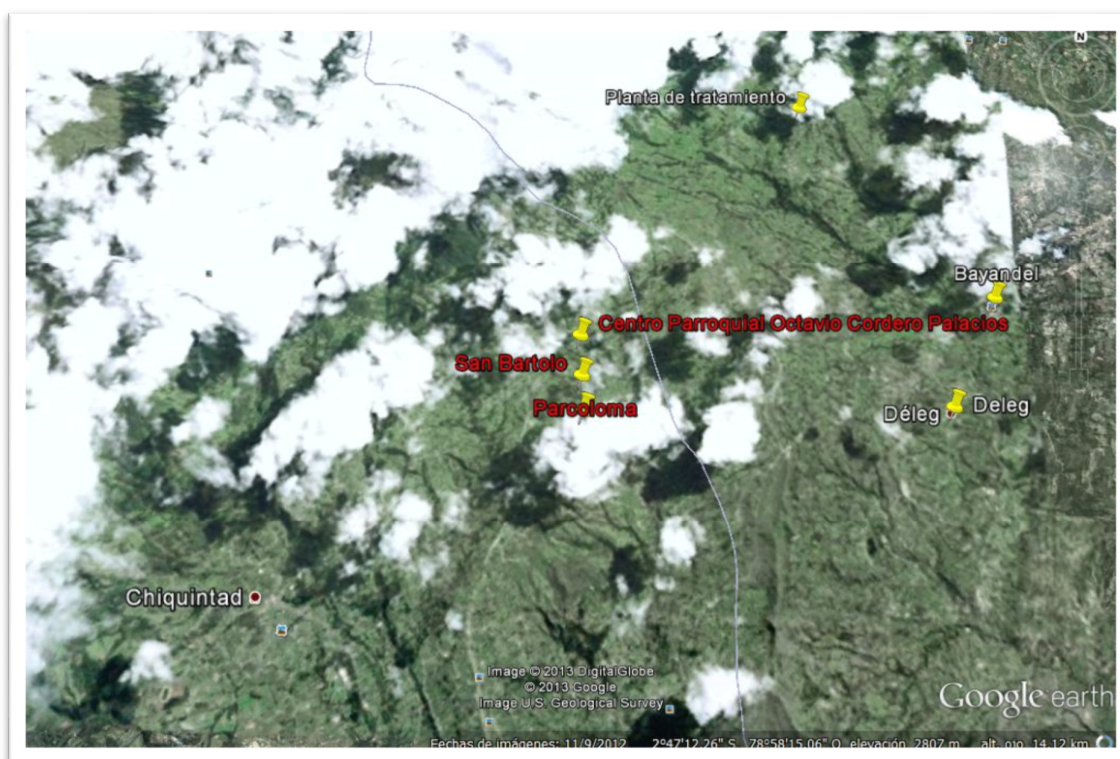 N
Planta de tratamiento
Bayandel
Centro Parroquial Octavio Cordero Palacios
San Bartolo
Parcoloma
Déleg
Deleg
Chiquintad
Image © 2013 DigitalGlobe
© 2013 Google
Image U.S. Geological Survey
Google earth
Fechas de imágenes: 11/9/2012 2°47'12.26" S 78°58'15.06" O elevación 2807 m alt. ojo 14.12 km